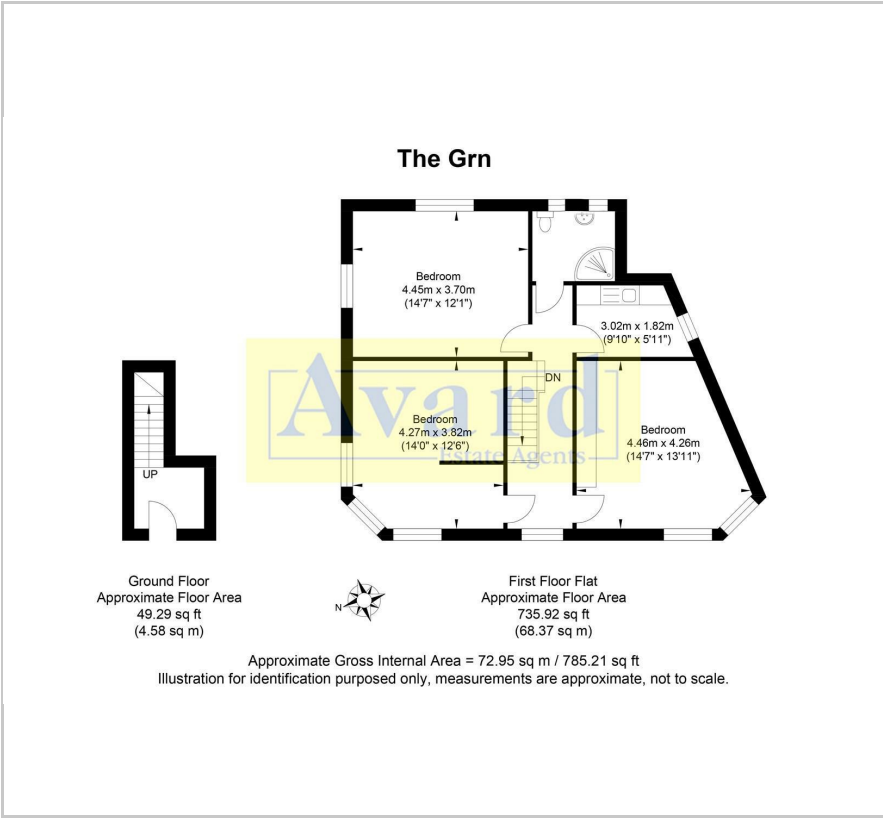 The Grn
Bedroom
4.45m x 3.70m
(14'7" x 12'1")
3.02m x 1.82m
(9'10" x 5'11")
DN
Avard
Estate Agents
Bedroom
4.27m x 3.82m
(14'0" x 12'6")
Bedroom
4.46m x 4.26m
(14'7" x 13'11")
UP
Ground Floor
Approximate Floor Area
49.29 sq ft
(4.58 sq m)
N
First Floor Flat
Approximate Floor Area
735.92 sq ft
(68.37 sq m)
Approximate Gross Internal Area = 72.95 sq m / 785.21 sq ft
Illustration for identification purposed only, measurements are approximate, not to scale.